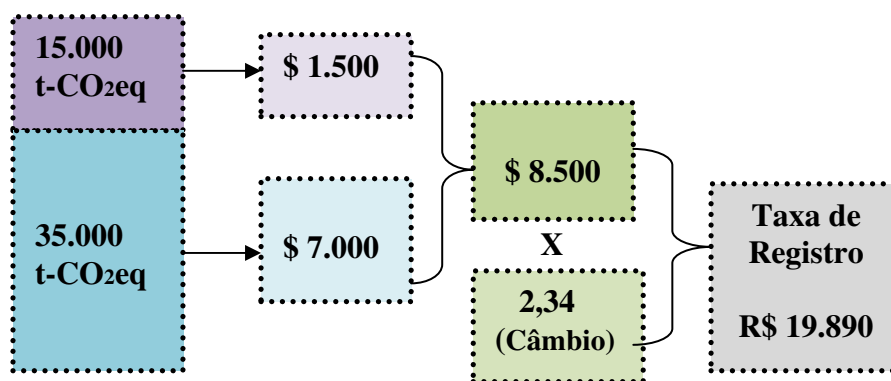 15.000
t-CO₂eq
$ 1.500
35.000
t-CO₂eq
$ 7.000
$ 8.500
X
2,34
(Câmbio)
Taxa de
Registro
R$ 19.890